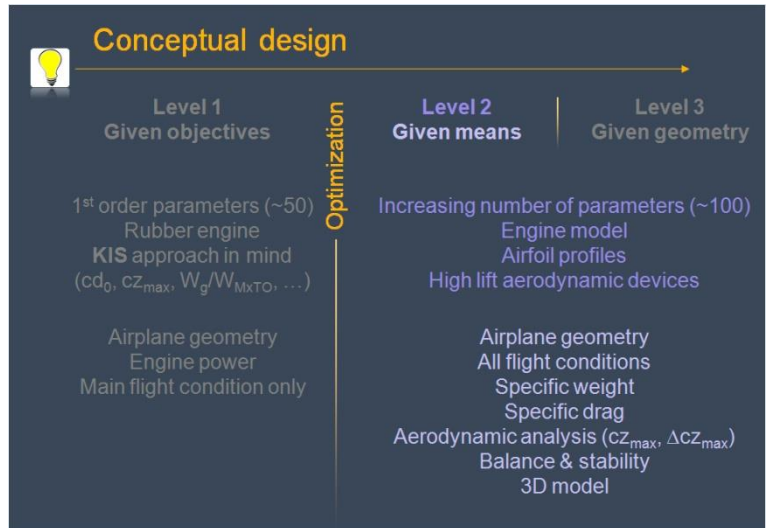 Conceptual design
Level 1
Given objectives
Optimization
Level 2
Given means
Level 3
Given geometry
1st order parameters (~50)
Rubber engine
KIS approach in mind
(cd0, czmax, Wg/WMxTO, …)
Airplane geometry
Engine power
Main flight condition only
Increasing number of parameters (~100)
Engine model
Airfoil profiles
High lift aerodynamic devices
Airplane geometry
All flight conditions
Specific weight
Specific drag
Aerodynamic analysis (czmax, Δczmax)
Balance & stability
3D model